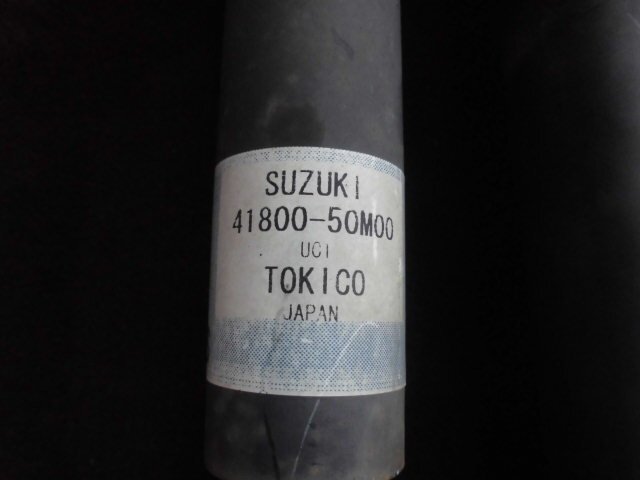 SUZUKI
41800-50M00
UCI
TOKICO
JAPAN